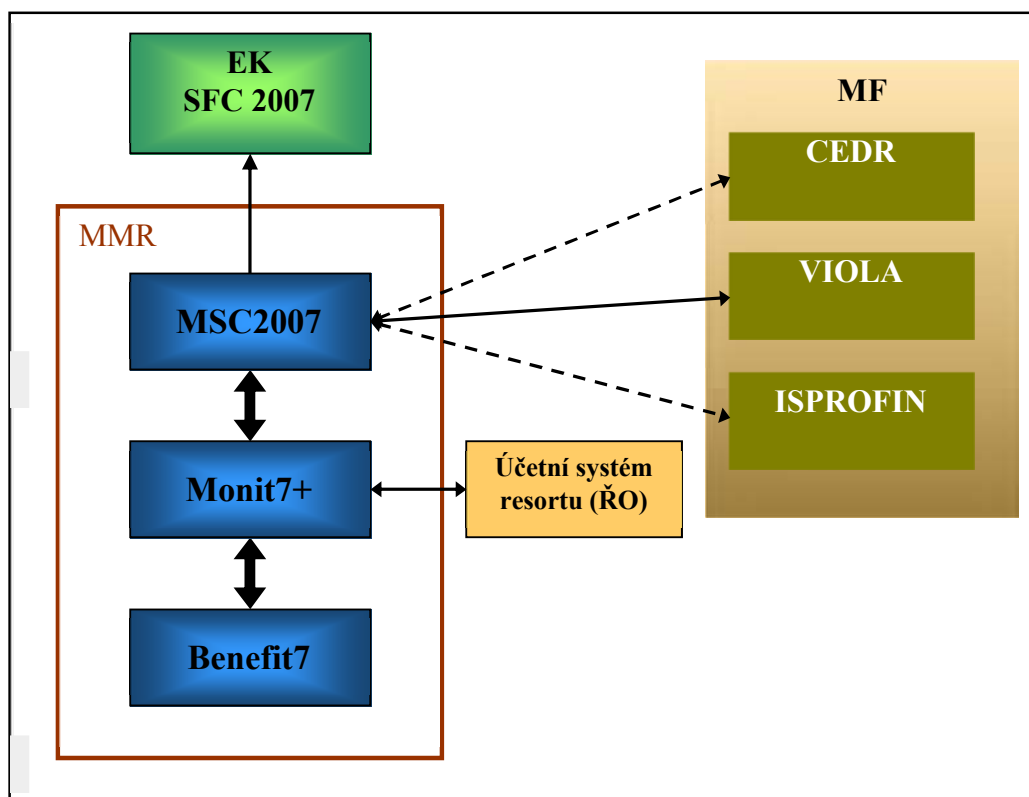 EK
SFC 2007
MF
CEDR
MMR
VIOLA
MSC2007
ISPROFIN
Monit7+
Účetní systém
resortu (ŘO)
Benefit7